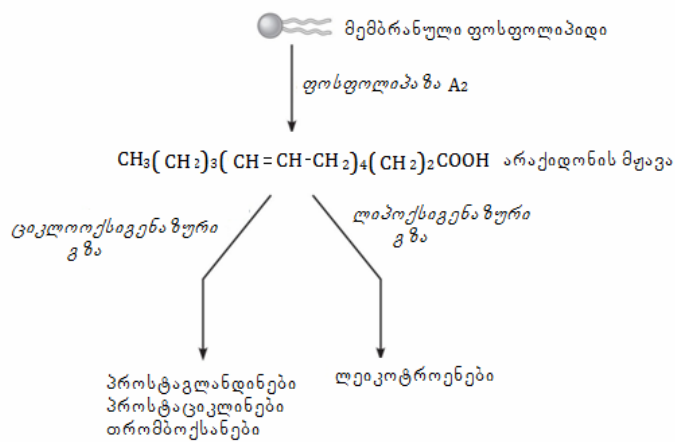 მემბრანული ფოსფოლიპიდი
ფოსფოლიპაზა A₂
CH₃(CH₂)₃(CH=CH-CH₂)₄(CH₂)₂COOH არაქიდონის მჟავა
ციკლოოქსიგენაზური
გზა
ლიპოქსიგენაზური
გზა
პროსტაგლანდინები
პროსტაციკლინები
თრომბოქსანები
ლეიკოტროენები